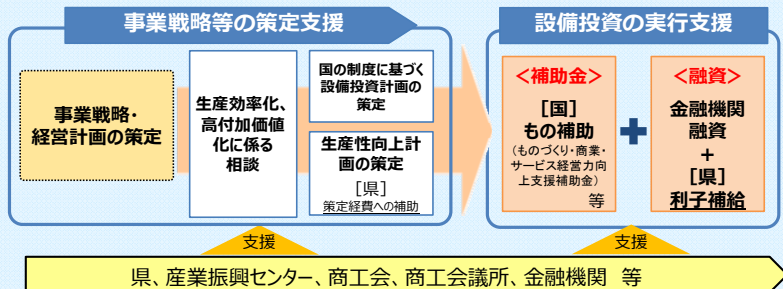 事業戦略等の策定支援
設備投資の実行支援
事業戦略・
経営計画の策定
生産効率化、
高付加価値
化に係る
相談
国の制度に基づく
設備投資計画の
策定
生産性向上計
画の策定
[県]
策定経費への補助
＜補助金＞
[国]
もの補助
(ものづくり・商業・
サービス経営力向
上支援補助金)
等
＜融資＞
金融機関
融資
＋
[県]
利子補給
支援
支援
県、産業振興センター、商工会、商工会議所、金融機関 等